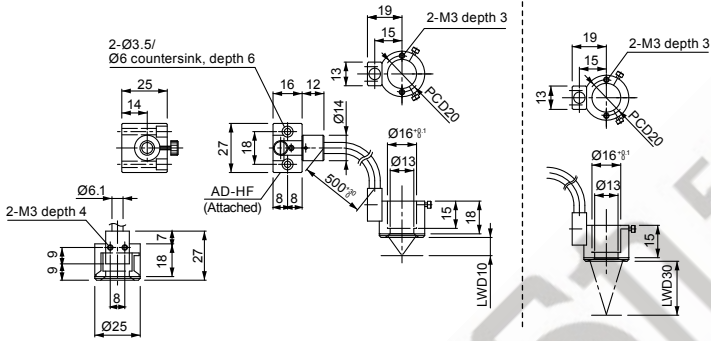 19
2-M3 depth 3
15
2-Ø3.5/
Ø6 countersink, depth 6
13
PCD20
25
14
16
12
Ø14
27
18
Ø16+0.1 0
Ø13
AD-HF
(Attached)
8
8
15
18
LWD10
Ø6.1
2-M3 depth 4
9
9
7
18
27
8
Ø25
19
2-M3 depth 3
15
13
PCD20
Ø16+0.1 0
Ø13
15
LWD30